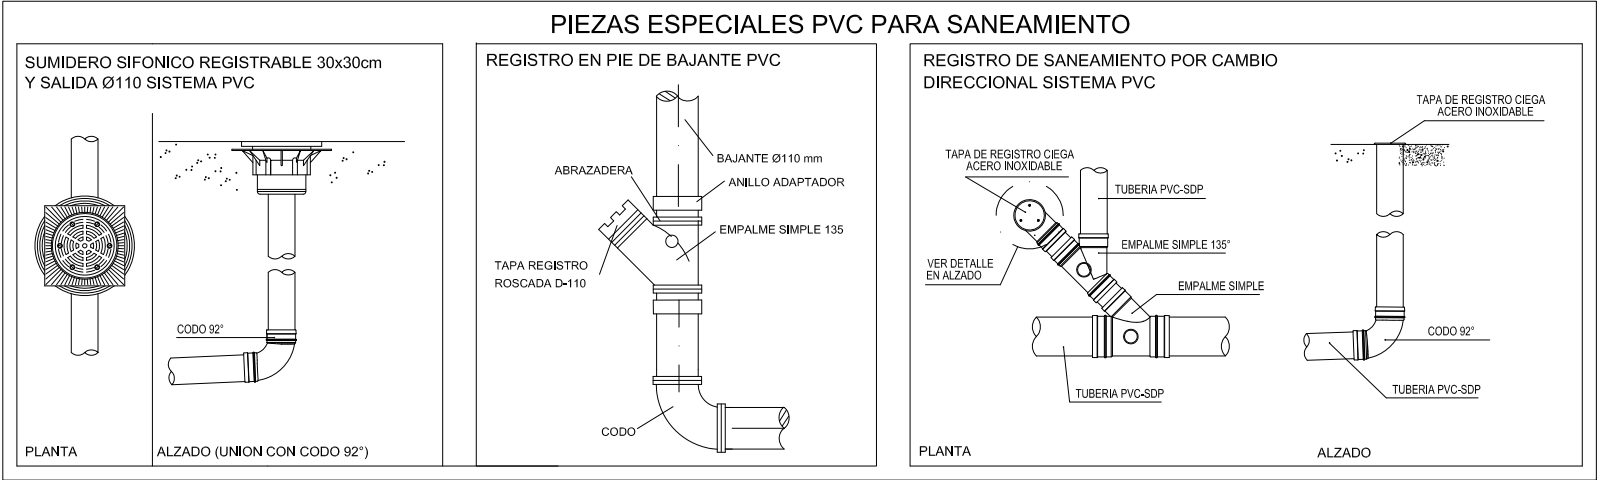 PIEZAS ESPECIALES PVC PARA SANEAMIENTO
SUMIDERO SIFONICO REGISTRABLE 30x30cm
Y SALIDA Ø110 SISTEMA PVC
CODO 92°
PLANTA
ALZADO (UNION CON CODO 92°)
REGISTRO EN PIE DE BAJANTE PVC
BAJANTE Ø110 mm
ABRAZADERA
ANILLO ADAPTADOR
EMPALME SIMPLE 135
TAPA REGISTRO
ROSCADA D-110
CODO
REGISTRO DE SANEAMIENTO POR CAMBIO
DIRECCIONAL SISTEMA PVC
TAPA DE REGISTRO CIEGA
ACERO INOXIDABLE
TUBERIA PVC-SDP
EMPALME SIMPLE 135°
VER DETALLE
EN ALZADO
EMPALME SIMPLE
TUBERIA PVC-SDP
PLANTA
TAPA DE REGISTRO CIEGA
ACERO INOXIDABLE
CODO 92°
TUBERIA PVC-SDP
ALZADO